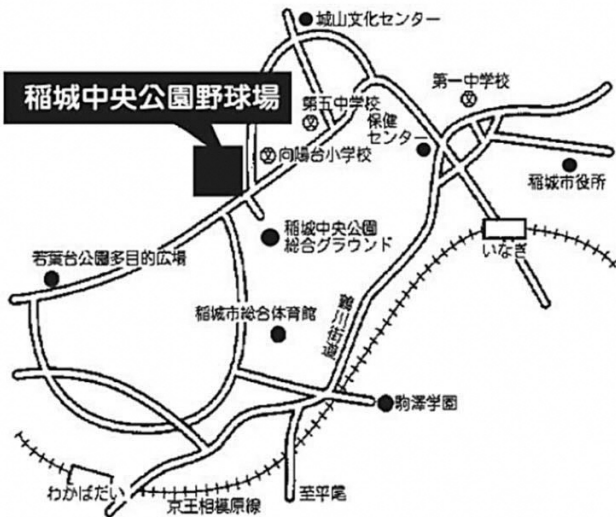 城山文化センター
稲城中央公園野球場
第一中学校
第五中学校
保健
センター
向陽台小学校
稲城市役所
稲城中央公園
総合グラウンド
いなぎ
若葉台公園多目的広場
稲城市総合体育館
鶴川街道
駒澤学園
わかばだい
京王相模原線
至平尾